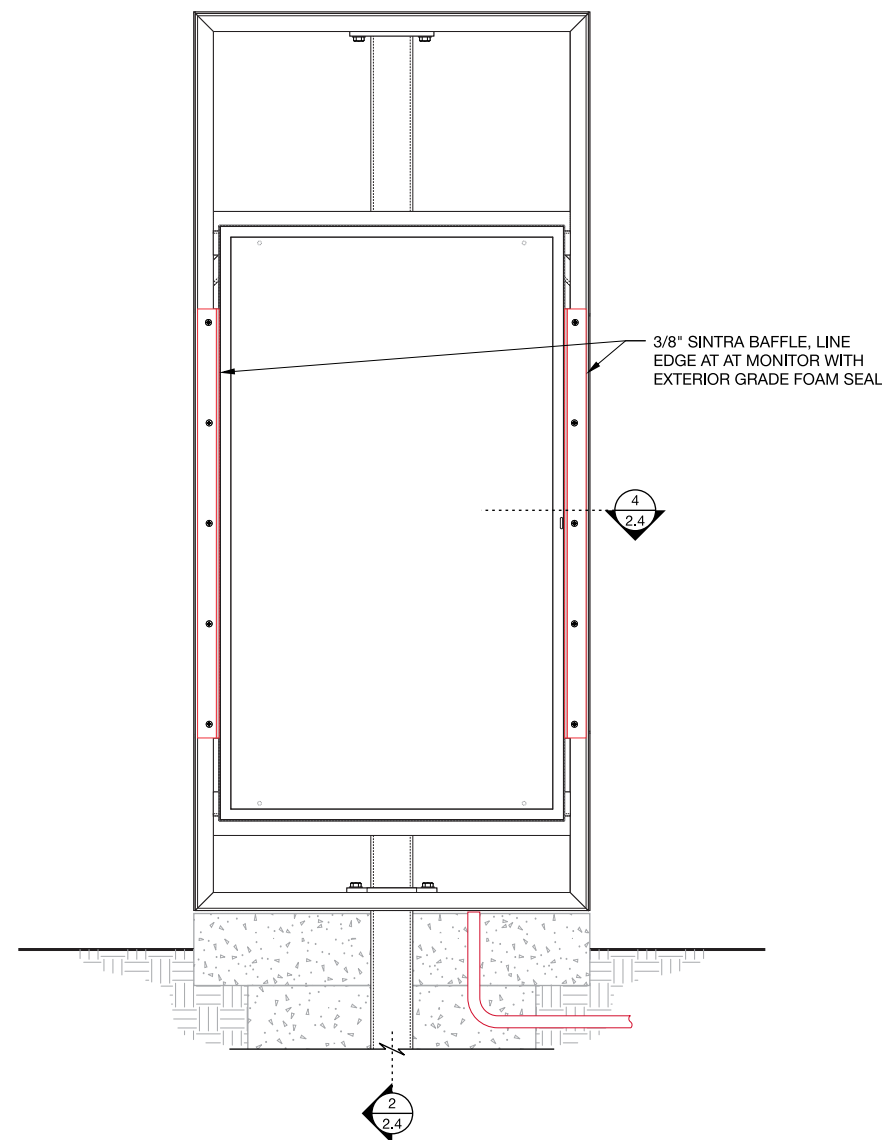 3/8" SINTRA BAFFLE, LINE
EDGE AT AT MONITOR WITH
EXTERIOR GRADE FOAM SEAL
4
2.4
2
2.4